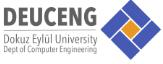 DEUCENG
Dokuz Eylül University
Dept of Computer Engineering